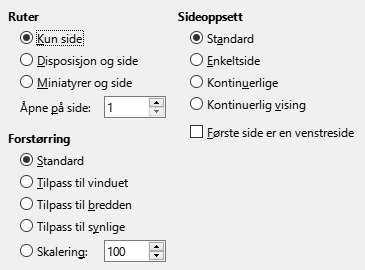 Ruter
Kun side
Disposisjon og side
Miniatyrer og side
Åpne på side: 1
Forstørring
Standard
Tilpass til vinduet
Tilpass til bredden
Tilpass til synlige
Skalering: 100
Sideoppsett
Standard
Enkeltside
Kontinuerlige
Kontinuerlig vising
Første side er en venstreside